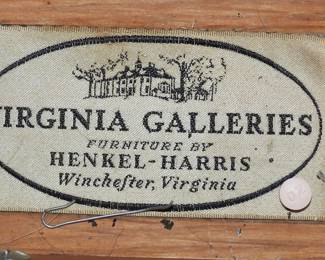 VIRGINIA GALLERIES
FURNITURE BY
HENKEL-HARRIS
Winchester, Virginia